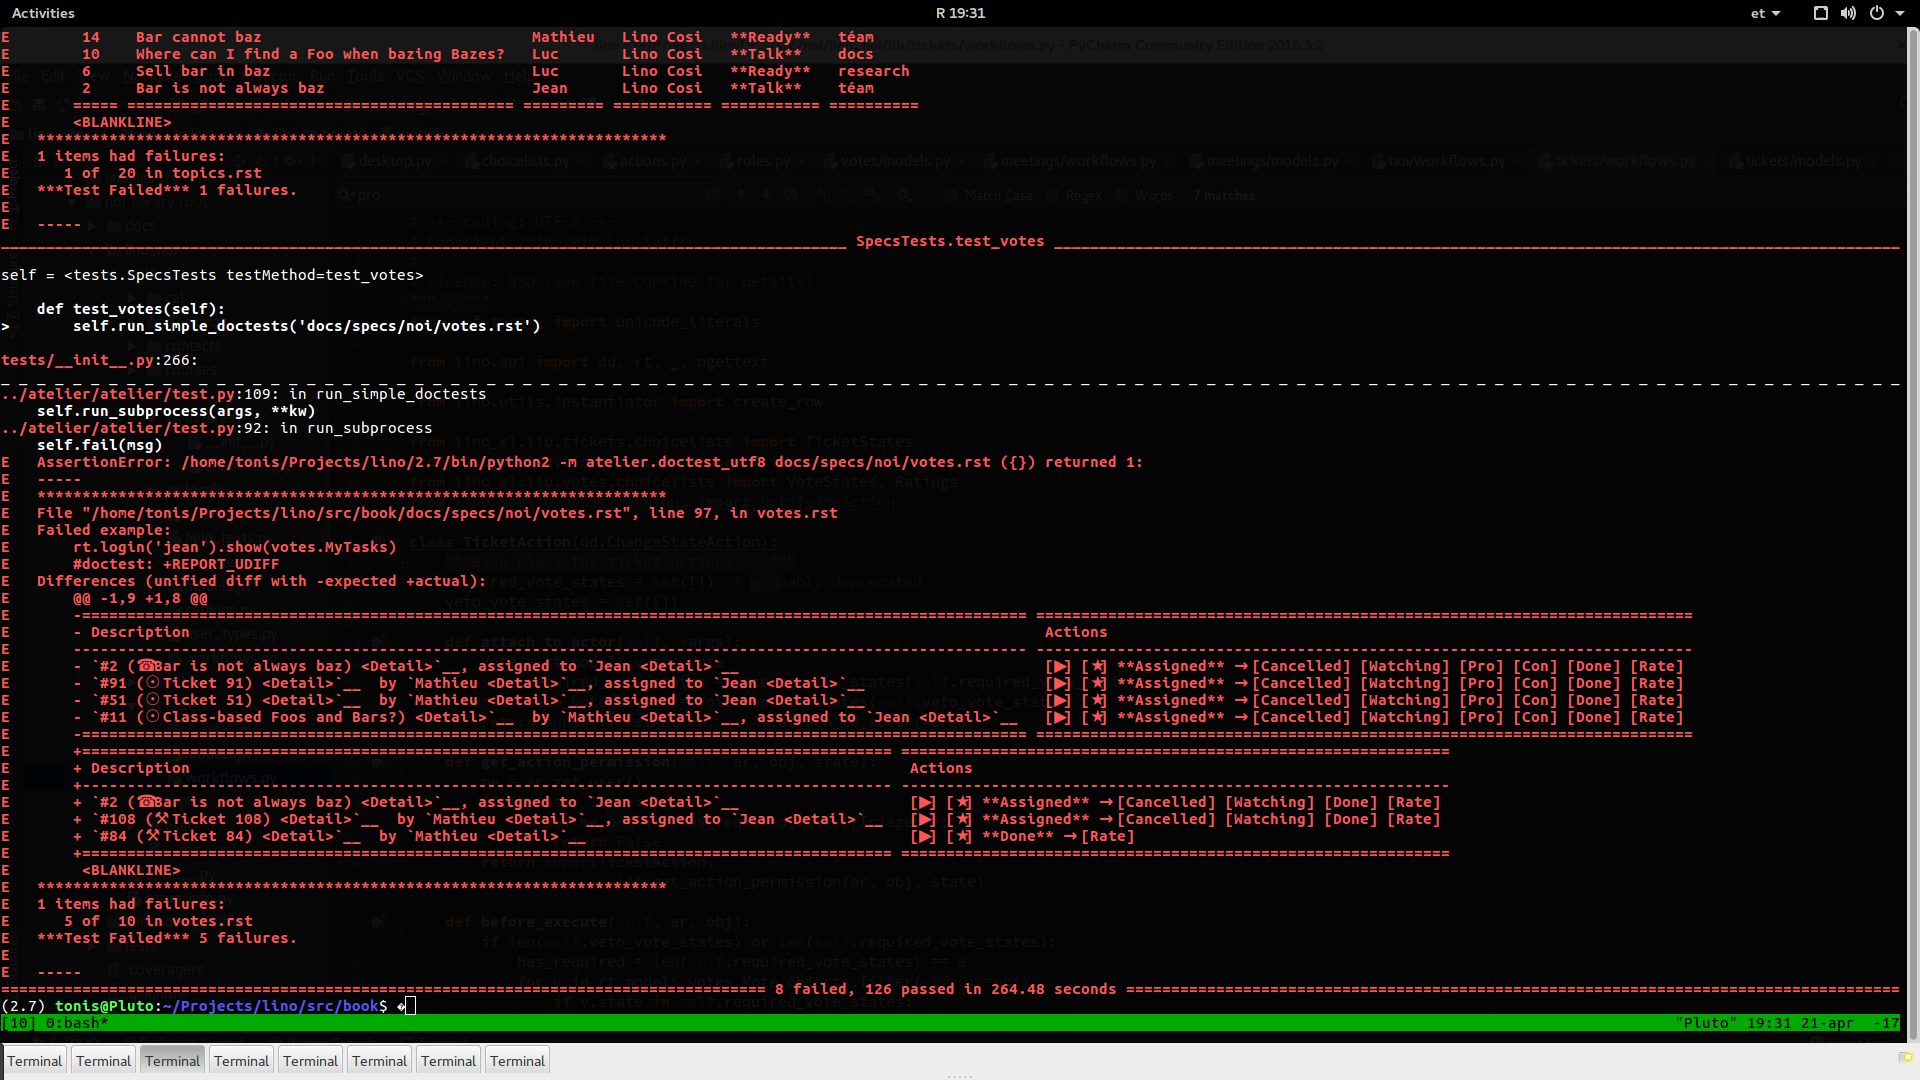 Activities R 19:31 et
E 14 Bar cannot baz Mathieu Lino Cosi **Ready** téam
E 10 Where can I find a Foo when bazing Bazes? Luc Lino Cosi **Talk** docs
E 6 Sell bar in baz Luc Lino Cosi **Ready** research
E 2 Bar is not always baz Jean Lino Cosi **Talk** téam
E ===== =========================================== ========= =========== =========== ==========
E <BLANKLINE>
E **********************************************************************
E 1 items had failures:
E 1 of 20 in topics.rst
E ***Test Failed*** 1 failures.
E
E -----
SpecsTests.test_votes
self = <tests.SpecsTests testMethod=test_votes>
def test_votes(self):
> self.run_simple_doctests('docs/specs/noi/votes.rst')
tests/__init__.py:266:
../atelier/atelier/test.py:109: in run_simple_doctests
self.run_subprocess(args, **kw)
../atelier/atelier/test.py:92: in run_subprocess
self.fail(msg)
E AssertionError: /home/tonis/Projects/lino/2.7/bin/python2 -m atelier.doctest_utf8 docs/specs/noi/votes.rst ({}) returned 1:
E -----
E **********************************************************************
E File "/home/tonis/Projects/lino/src/book/docs/specs/noi/votes.rst", line 97, in votes.rst
E Failed example:
E rt.login('jean').show(votes.MyTasks)
E #doctest: +REPORT_UDIFF
E Differences (unified diff with -expected +actual):
E @@ -1,9 +1,8 @@
E - Description Actions
E - `#2 (☎ Bar is not always baz) <Detail>`__, assigned to `Jean <Detail>`__ [▶] [★] **Assigned** → [Cancelled] [Watching] [Pro] [Con] [Done] [Rate]
E - `#91 (☉ Ticket 91) <Detail>`__ by `Mathieu <Detail>`__, assigned to `Jean <Detail>`__ [▶] [★] **Assigned** → [Cancelled] [Watching] [Pro] [Con] [Done] [Rate]
E - `#51 (☉ Ticket 51) <Detail>`__ by `Mathieu <Detail>`__, assigned to `Jean <Detail>`__ [▶] [★] **Assigned** → [Cancelled] [Watching] [Pro] [Con] [Done] [Rate]
E - `#11 (☉ Class-based Foos and Bars?) <Detail>`__ by `Mathieu <Detail>`__, assigned to `Jean <Detail>`__ [▶] [★] **Assigned** → [Cancelled] [Watching] [Pro] [Con] [Done] [Rate]
E + Description Actions
E + `#2 (☎ Bar is not always baz) <Detail>`__, assigned to `Jean <Detail>`__ [▶] [★] **Assigned** → [Cancelled] [Watching] [Done] [Rate]
E + `#108 (⚒ Ticket 108) <Detail>`__ by `Mathieu <Detail>`__, assigned to `Jean <Detail>`__ [▶] [★] **Assigned** → [Cancelled] [Watching] [Done] [Rate]
E + `#84 (⚒ Ticket 84) <Detail>`__ by `Mathieu <Detail>`__ [▶] [★] **Done** → [Rate]
E <BLANKLINE>
E **********************************************************************
E 1 items had failures:
E 5 of 10 in votes.rst
E ***Test Failed*** 5 failures.
E
E -----
8 failed, 126 passed in 264.48 seconds
(2.7) tonis@Pluto:~/Projects/lino/src/book$
[10] 0:bash* "Pluto" 19:31 21-apr -17
Terminal Terminal Terminal Terminal Terminal Terminal Terminal Terminal